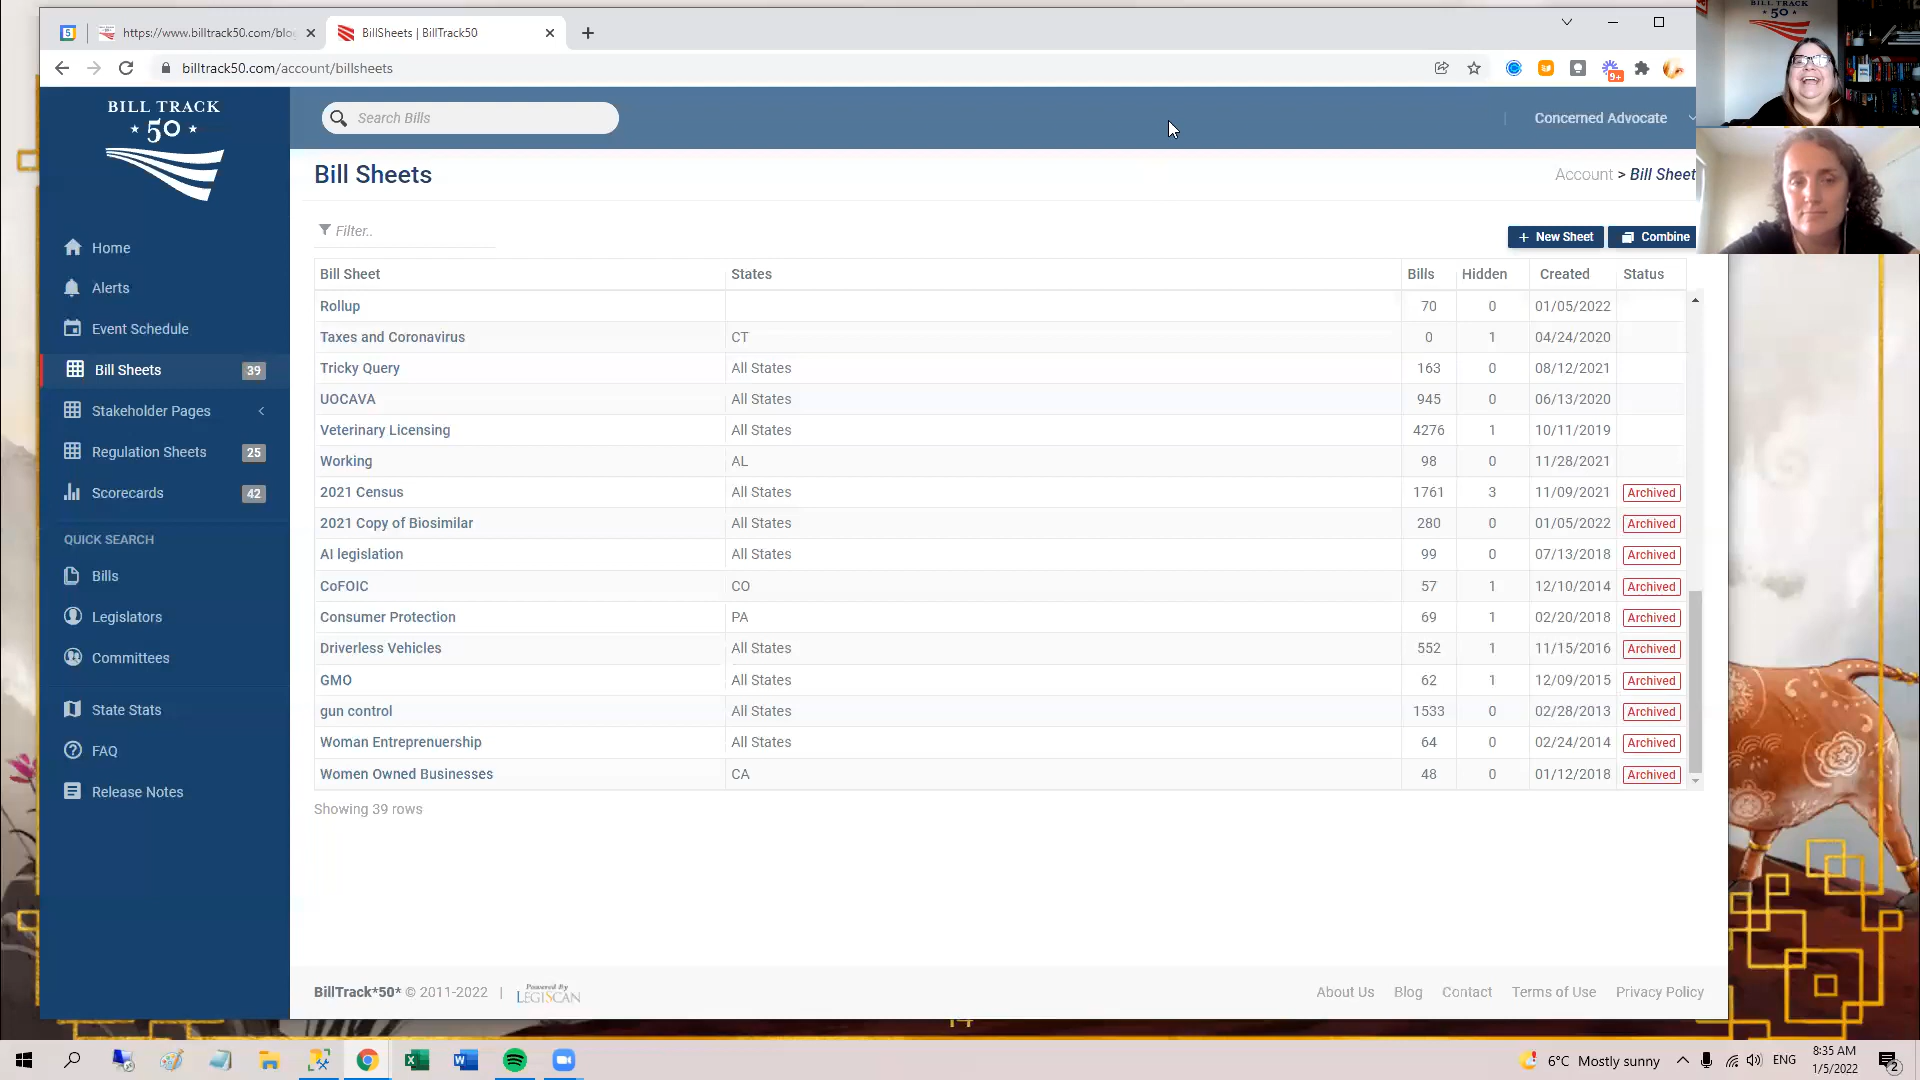 5
https://www.billtrack50.com/blog
BillSheets | BillTrack50
billtrack50.com/account/billsheets
9+
BILL TRACK
50
BILL TRACK
50
Search Bills
Concerned Advocate
Bill Sheets
Account > Bill Sheet
Home
Alerts
Event Schedule
Bill Sheets 39
Stakeholder Pages
Regulation Sheets 25
Scorecards 42
QUICK SEARCH
Bills
Legislators
Committees
State Stats
FAQ
Release Notes
Filter..
+ New Sheet
Combine
Bill Sheet States Bills Hidden Created Status
Rollup 70 0 01/05/2022
Taxes and Coronavirus CT 0 1 04/24/2020
Tricky Query All States 163 0 08/12/2021
UOCAVA All States 945 0 06/13/2020
Veterinary Licensing All States 4276 1 10/11/2019
Working AL 98 0 11/28/2021
2021 Census All States 1761 3 11/09/2021 Archived
2021 Copy of Biosimilar All States 280 0 01/05/2022 Archived
AI legislation All States 99 0 07/13/2018 Archived
CoFOIC CO 57 1 12/10/2014 Archived
Consumer Protection PA 69 1 02/20/2018 Archived
Driverless Vehicles All States 552 1 11/15/2016 Archived
GMO All States 62 1 12/09/2015 Archived
gun control All States 1533 0 02/28/2013 Archived
Woman Entreprenuership All States 64 0 02/24/2014 Archived
Women Owned Businesses CA 48 0 01/12/2018 Archived
Showing 39 rows
BillTrack*50* © 2011-2022 | Powered By LEGISCAN
About Us Blog Contact Terms of Use Privacy Policy
14
6°C Mostly sunny
ENG
8:35 AM
1/5/2022
2